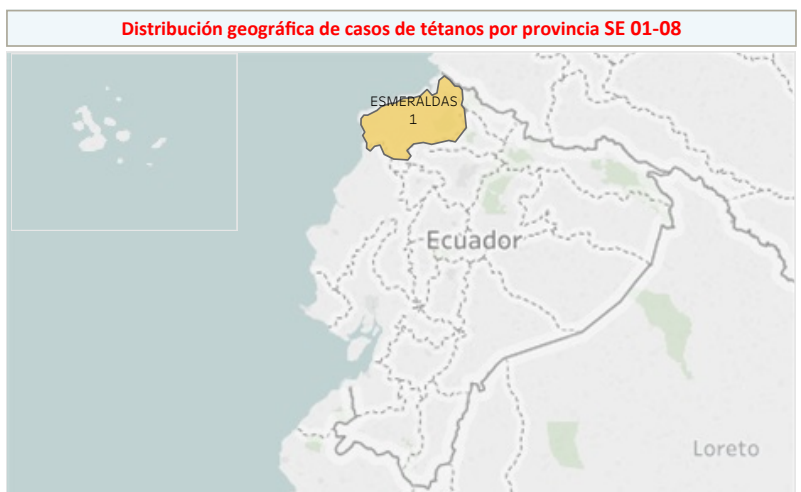 Distribución geográfica de casos de tétanos por provincia SE 01-08
ESMERALDAS
1
Ecuador
Loreto